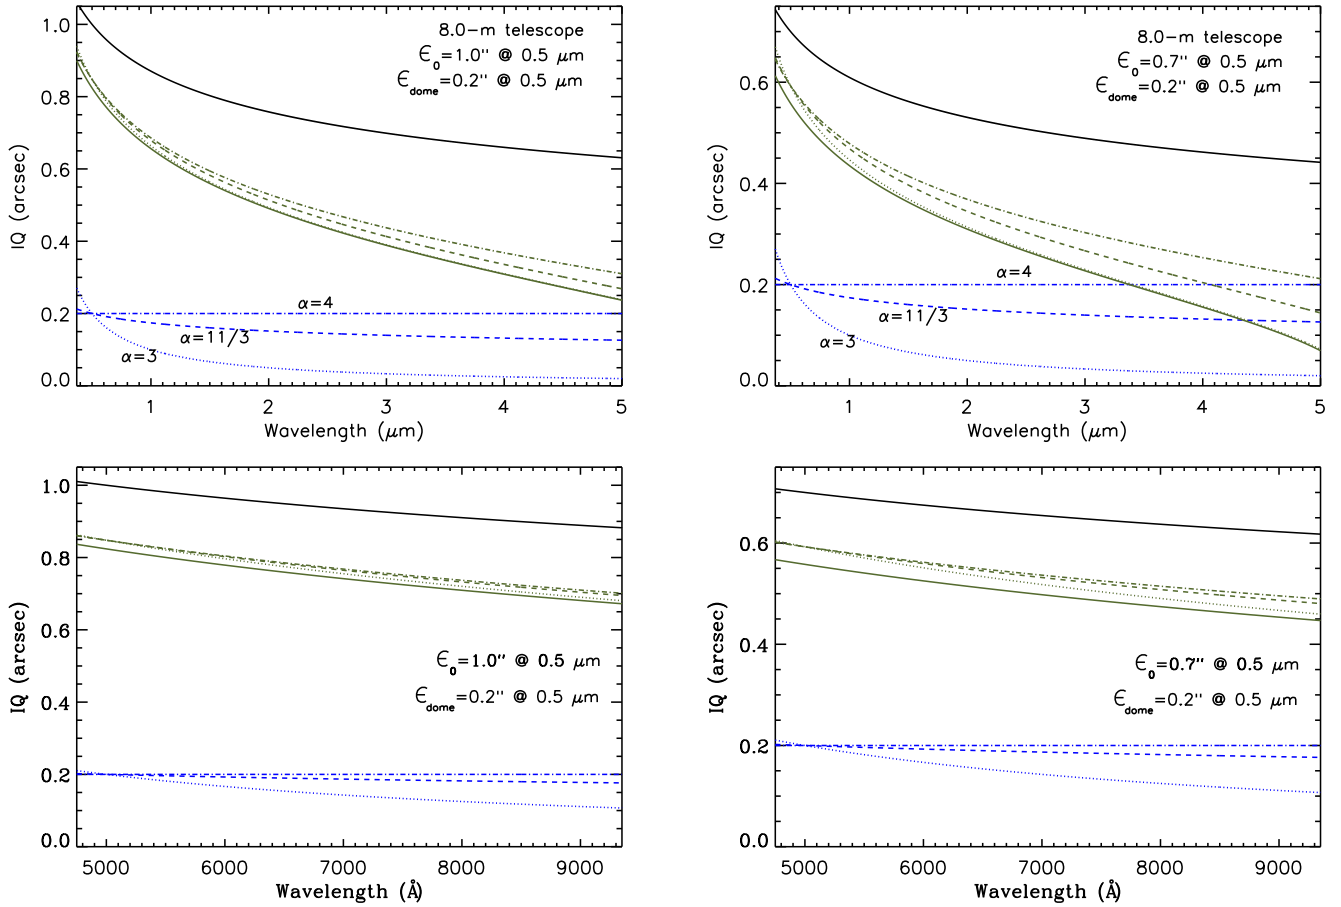 8.0-m telescope
ϵ₀=1.0" @ 0.5 μm
ϵdome=0.2" @ 0.5 μm
IQ (arcsec)
1.0
0.8
0.6
0.4
0.2
0.0
α=4
α=11/3
α=3
1 2 3 4 5
Wavelength (μm)
8.0-m telescope
ϵ₀=0.7" @ 0.5 μm
ϵdome=0.2" @ 0.5 μm
IQ (arcsec)
0.6
0.4
0.2
0.0
α=4
α=11/3
α=3
1 2 3 4 5
Wavelength (μm)
IQ (arcsec)
1.0
0.8
0.6
0.4
0.2
0.0
ϵ₀=1.0" @ 0.5 μm
ϵdome=0.2" @ 0.5 μm
5000 6000 7000 8000 9000
Wavelength (Å)
IQ (arcsec)
0.6
0.4
0.2
0.0
ϵ₀=0.7" @ 0.5 μm
ϵdome=0.2" @ 0.5 μm
5000 6000 7000 8000 9000
Wavelength (Å)